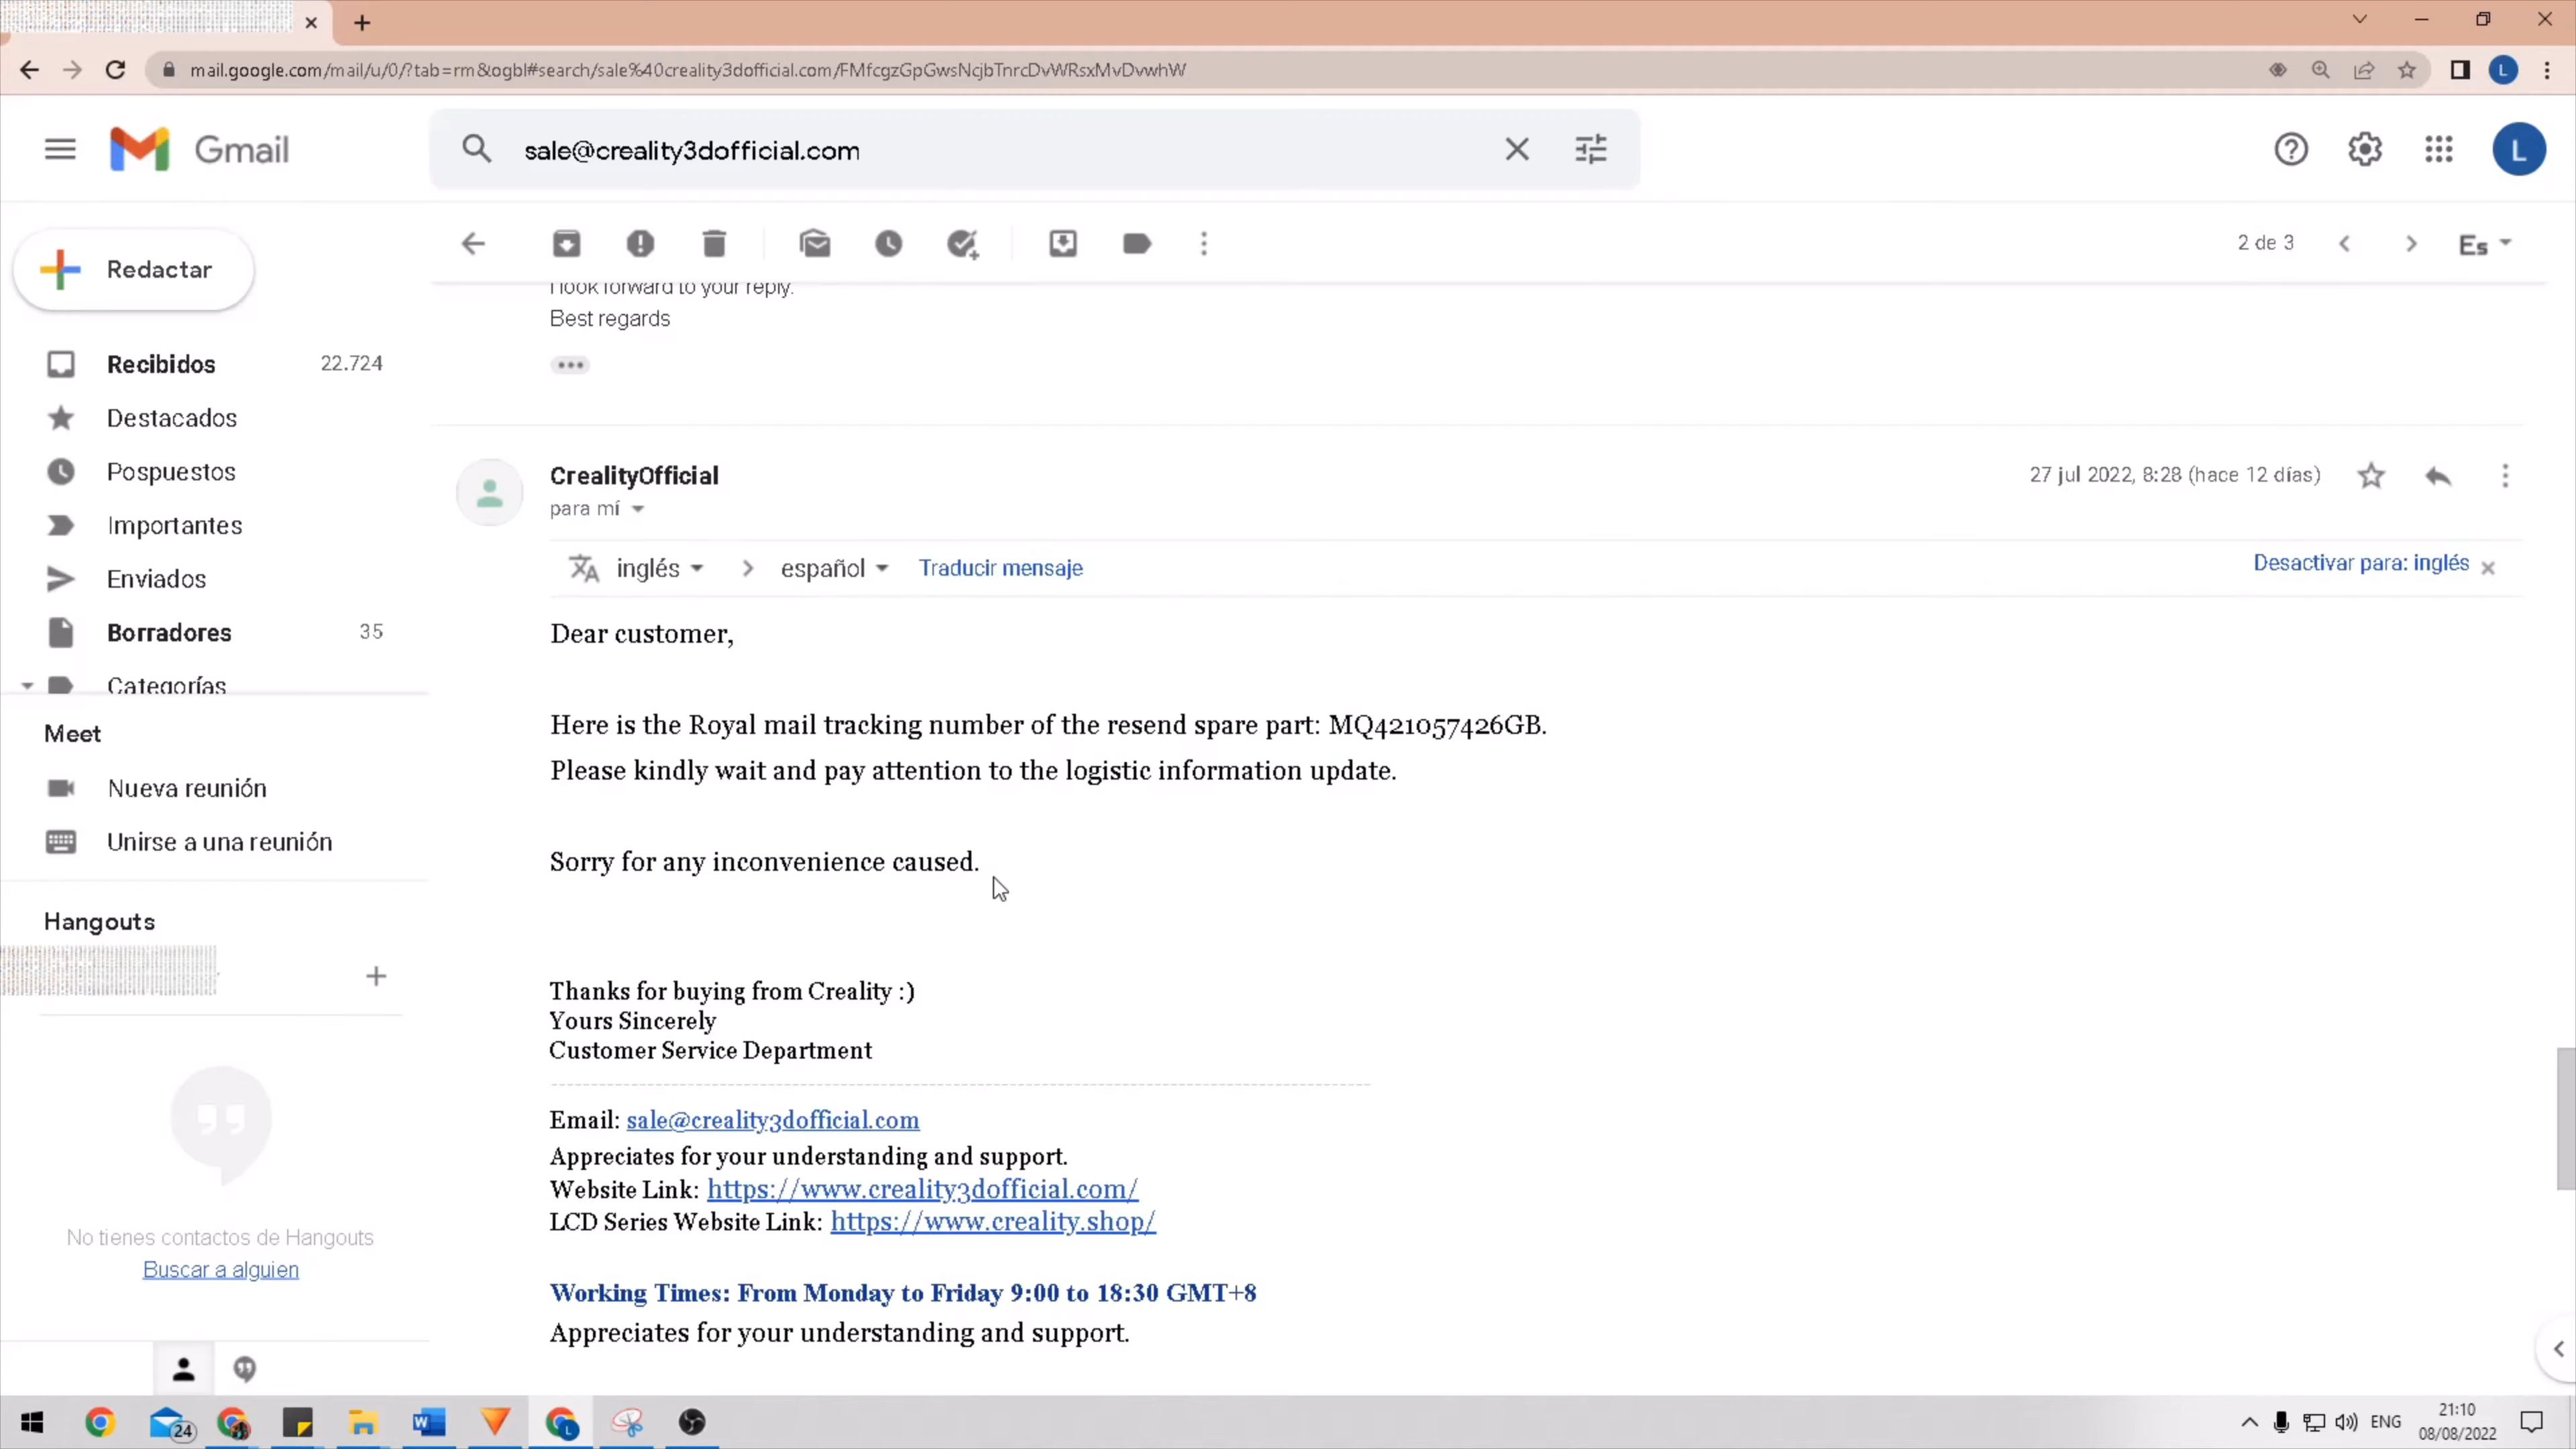 mail.google.com/mail/u/0/?tab=rm&ogbl#search/sale%40creality3dofficial.com/FMfcgzGpGwsNcjbTnrcDvWRsxMvDvwhW
L
Gmail
sale@creality3dofficial.com
L
Redactar
2 de 3
Es
I look forward to your reply.
Best regards
Recibidos 22.724
Destacados
Pospuestos
Importantes
Enviados
Borradores 35
Categorías
Meet
Nueva reunión
Unirse a una reunión
Hangouts
No tienes contactos de Hangouts
Buscar a alguien
CrealityOfficial
27 jul 2022, 8:28 (hace 12 días)
para mí
inglés español Traducir mensaje
Desactivar para: inglés
Dear customer,
Here is the Royal mail tracking number of the resend spare part: MQ421057426GB.
Please kindly wait and pay attention to the logistic information update.
Sorry for any inconvenience caused.
Thanks for buying from Creality :)
Yours Sincerely
Customer Service Department
Email: sale@creality3dofficial.com
Appreciates for your understanding and support.
Website Link: https://www.creality3dofficial.com/
LCD Series Website Link: https://www.creality.shop/
Working Times: From Monday to Friday 9:00 to 18:30 GMT+8
Appreciates for your understanding and support.
24
W
L
ENG
21:10
08/08/2022